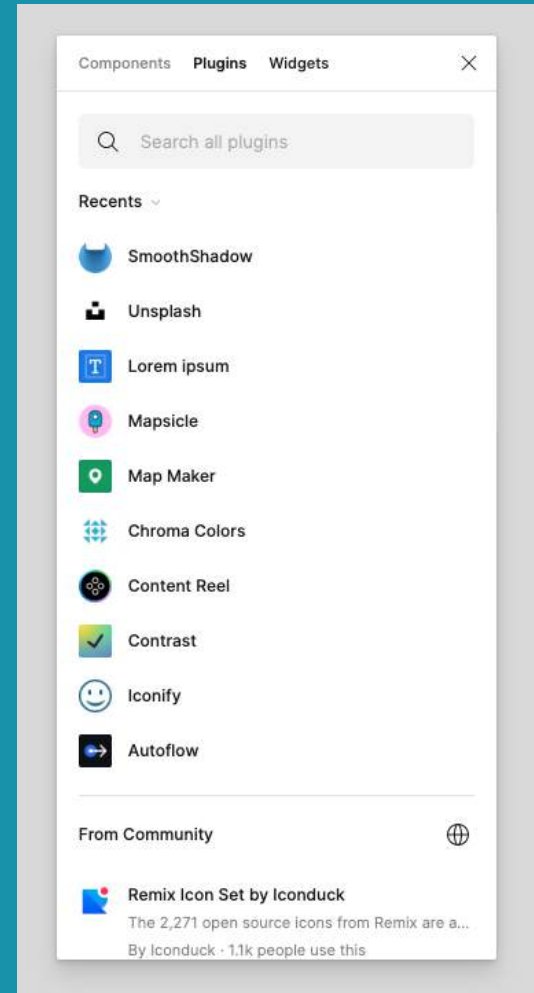 Components Plugins Widgets
Search all plugins
Recents
SmoothShadow
Unsplash
T Lorem ipsum
Mapsicle
Map Maker
Chroma Colors
Content Reel
Contrast
Iconify
Autoflow
From Community
Remix Icon Set by Iconduck
The 2,271 open source icons from Remix are a...
By Iconduck · 1.1k people use this